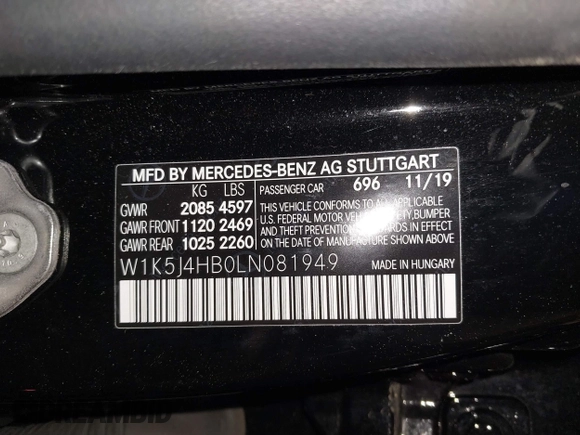 MFD BY MERCEDES-BENZ AG STUTTGART
KG LBS PASSENGER CAR 696 11/19
GVWR 2085 4597 THIS VEHICLE CONFORMS TO ALL APPLICABLE
GAWR FRONT 1120 2469 U.S. FEDERAL MOTOR VEHICLE SAFETY, BUMPER
AND THEFT PREVENTION STANDARDS IN EFFECT
GAWR REAR 1025 2260 ON THE DATE OF MANUFACTURE SHOWN ABOVE.
W1K5J4HB0LN081949 MADE IN HUNGARY